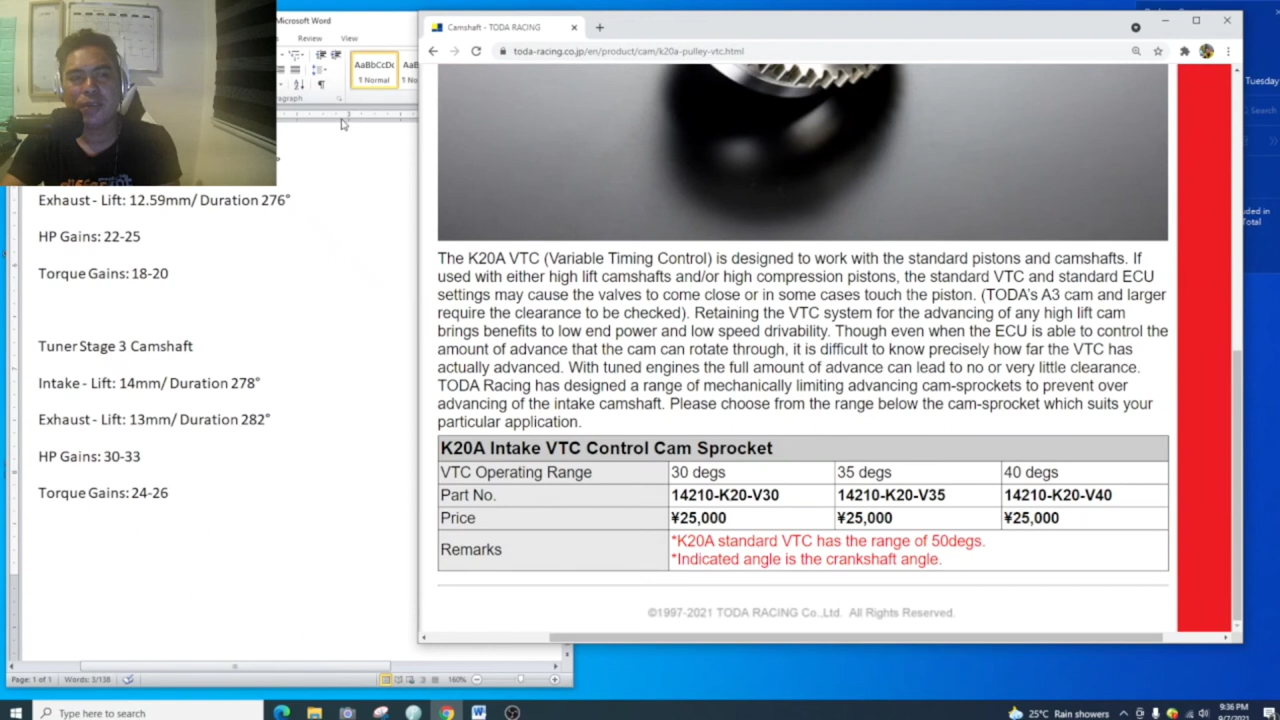 Microsoft Word
Review View
AaBbCcDc
1 Normal
aragraph
Exhaust - Lift: 12.59mm/ Duration 276°
HP Gains: 22-25
Torque Gains: 18-20
Tuner Stage 3 Camshaft
Intake - Lift: 14mm/ Duration 278°
Exhaust - Lift: 13mm/ Duration 282°
HP Gains: 30-33
Torque Gains: 24-26
Page: 1 of 1 Words: 3/138 160%
Camshaft - TODA RACING
toda-racing.co.jp/en/product/cam/k20a-pulley-vtc.html
The K20A VTC (Variable Timing Control) is designed to work with the standard pistons and camshafts. If
used with either high lift camshafts and/or high compression pistons, the standard VTC and standard ECU
settings may cause the valves to come close or in some cases touch the piston. (TODA's A3 cam and larger
require the clearance to be checked). Retaining the VTC system for the advancing of any high lift cam
brings benefits to low end power and low speed drivability. Though even when the ECU is able to control the
amount of advance that the cam can rotate through, it is difficult to know precisely how far the VTC has
actually advanced. With tuned engines the full amount of advance can lead to no or very little clearance.
TODA Racing has designed a range of mechanically limiting advancing cam-sprockets to prevent over
advancing of the intake camshaft. Please choose from the range below the cam-sprocket which suits your
particular application.
K20A Intake VTC Control Cam Sprocket
VTC Operating Range 30 degs 35 degs 40 degs
Part No. 14210-K20-V30 14210-K20-V35 14210-K20-V40
Price ¥25,000 ¥25,000 ¥25,000
Remarks
*K20A standard VTC has the range of 50degs.
*Indicated angle is the crankshaft angle.
©1997-2021 TODA RACING Co.,Ltd. All Rights Reserved.
Tuesday
Search
uded in
Total
Type here to search
25°C Rain showers
9:36 PM
9/7/2021